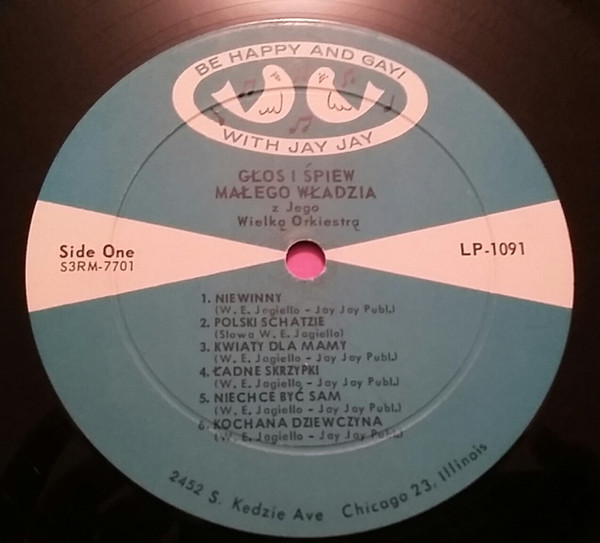 BE HAPPY AND GAY!
WITH JAY JAY
GŁOS I ŚPIEW
MAŁEGO WŁADZIA
z Jego
Wielką Orkiestrą
Side One
S3RM-7701
LP-1091
1. NIEWINNY
(W. E. Jagiello - Jay Jay Publ.)
2. POLSKI SCHATZIE
(Slowa W. E. Jagiello)
3. KWIATY DLA MAMY
(W. E. Jagiello - Jay Jay Publ.)
4. ŁADNE SKRZYPKI
(W. E. Jagiello - Jay Jay Publ.)
5. NIECHCE BYĆ SAM
(W. E. Jagiello - Jay Jay Publ.)
6. KOCHANA DZIEWCZYNA
(W. E. Jagiello - Jay Jay Publ.)
2452 S. Kedzie Ave Chicago 23, Illinois